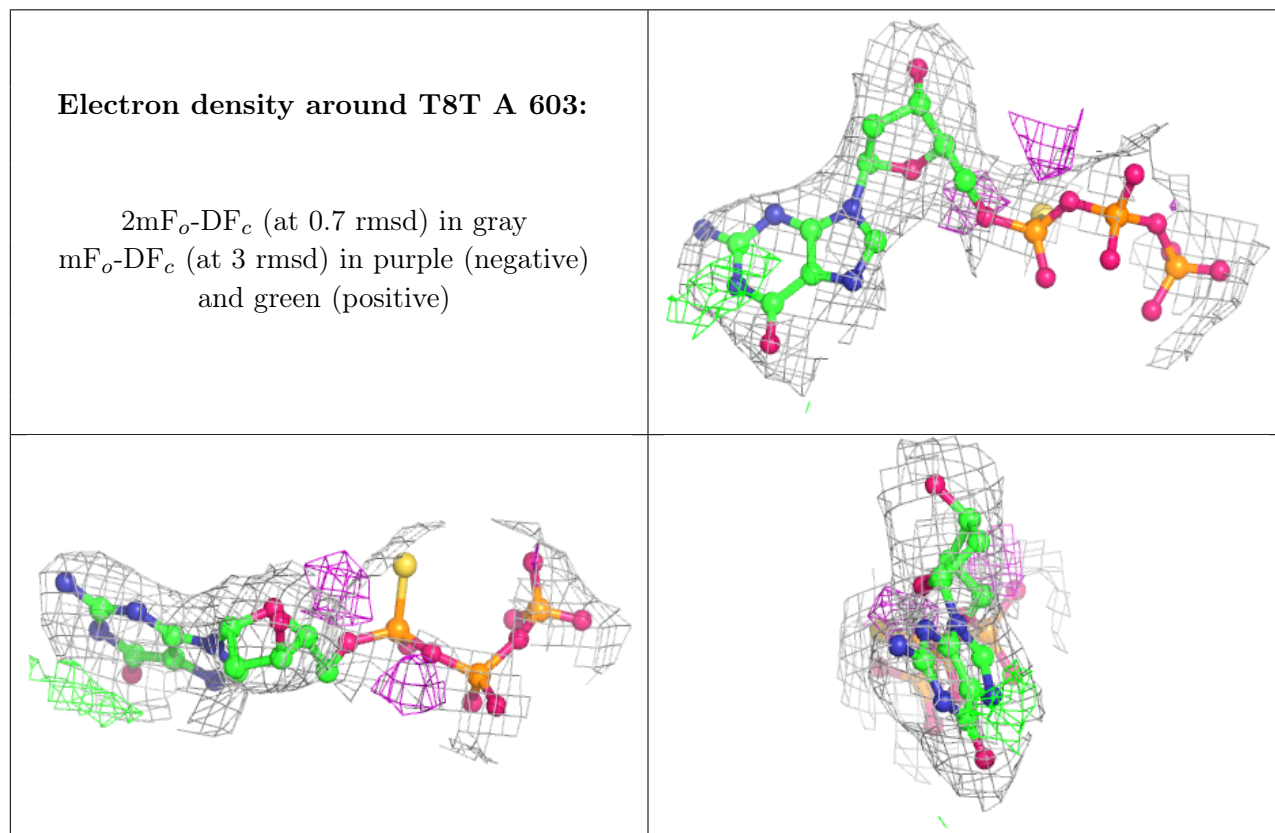 Electron density around T8T A 603:
2mFₒ-DF𝒸 (at 0.7 rmsd) in gray
mFₒ-DF𝒸 (at 3 rmsd) in purple (negative)
and green (positive)